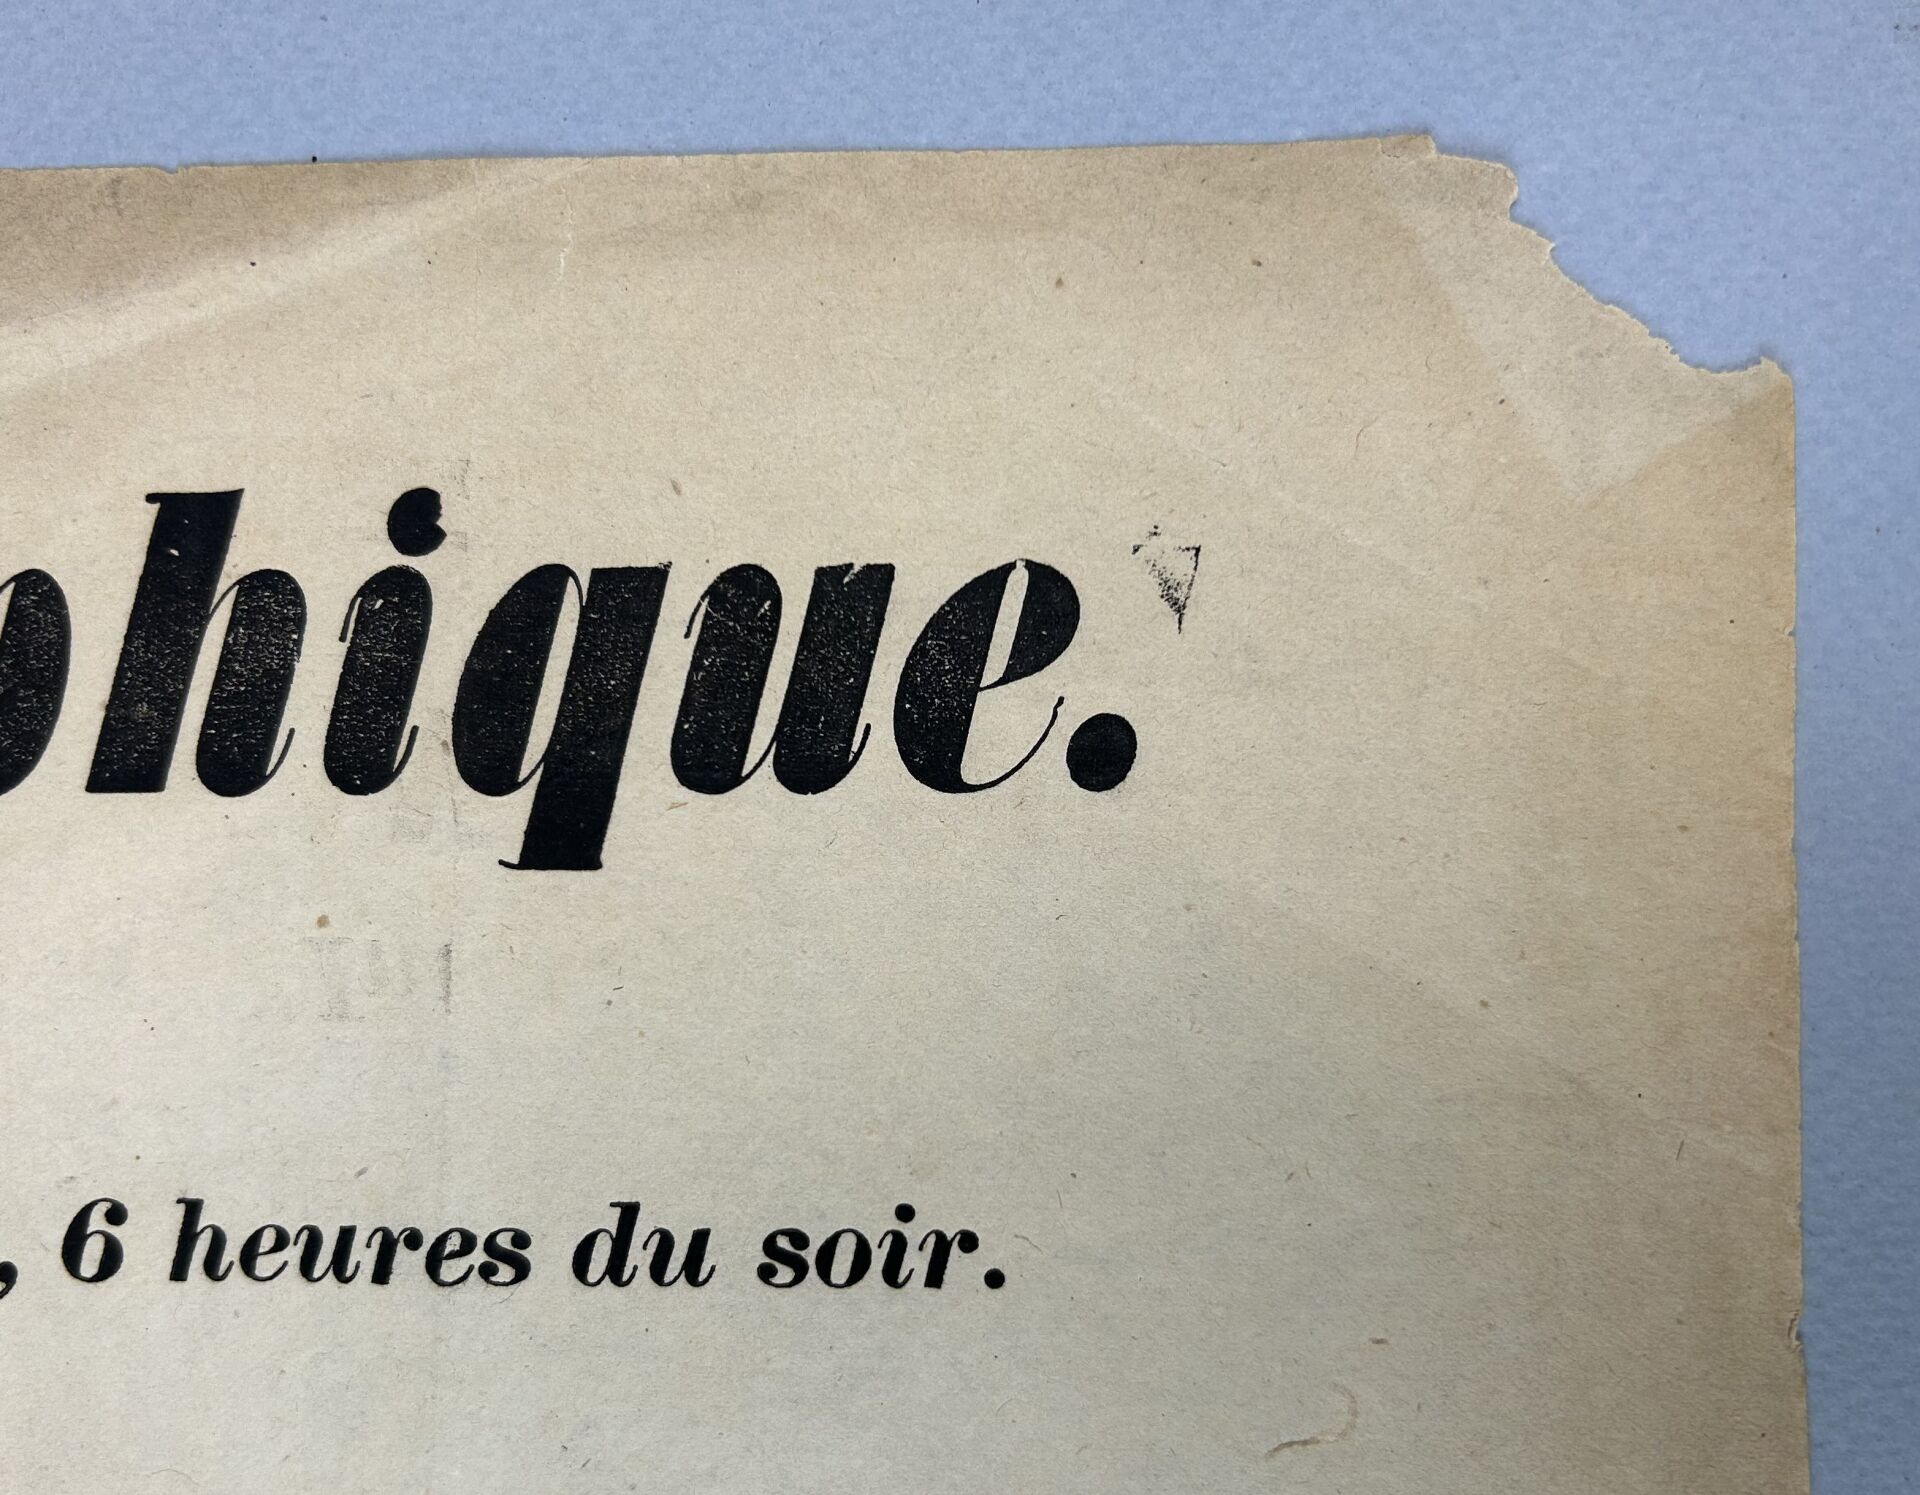 phique.
, 6 heures du soir.